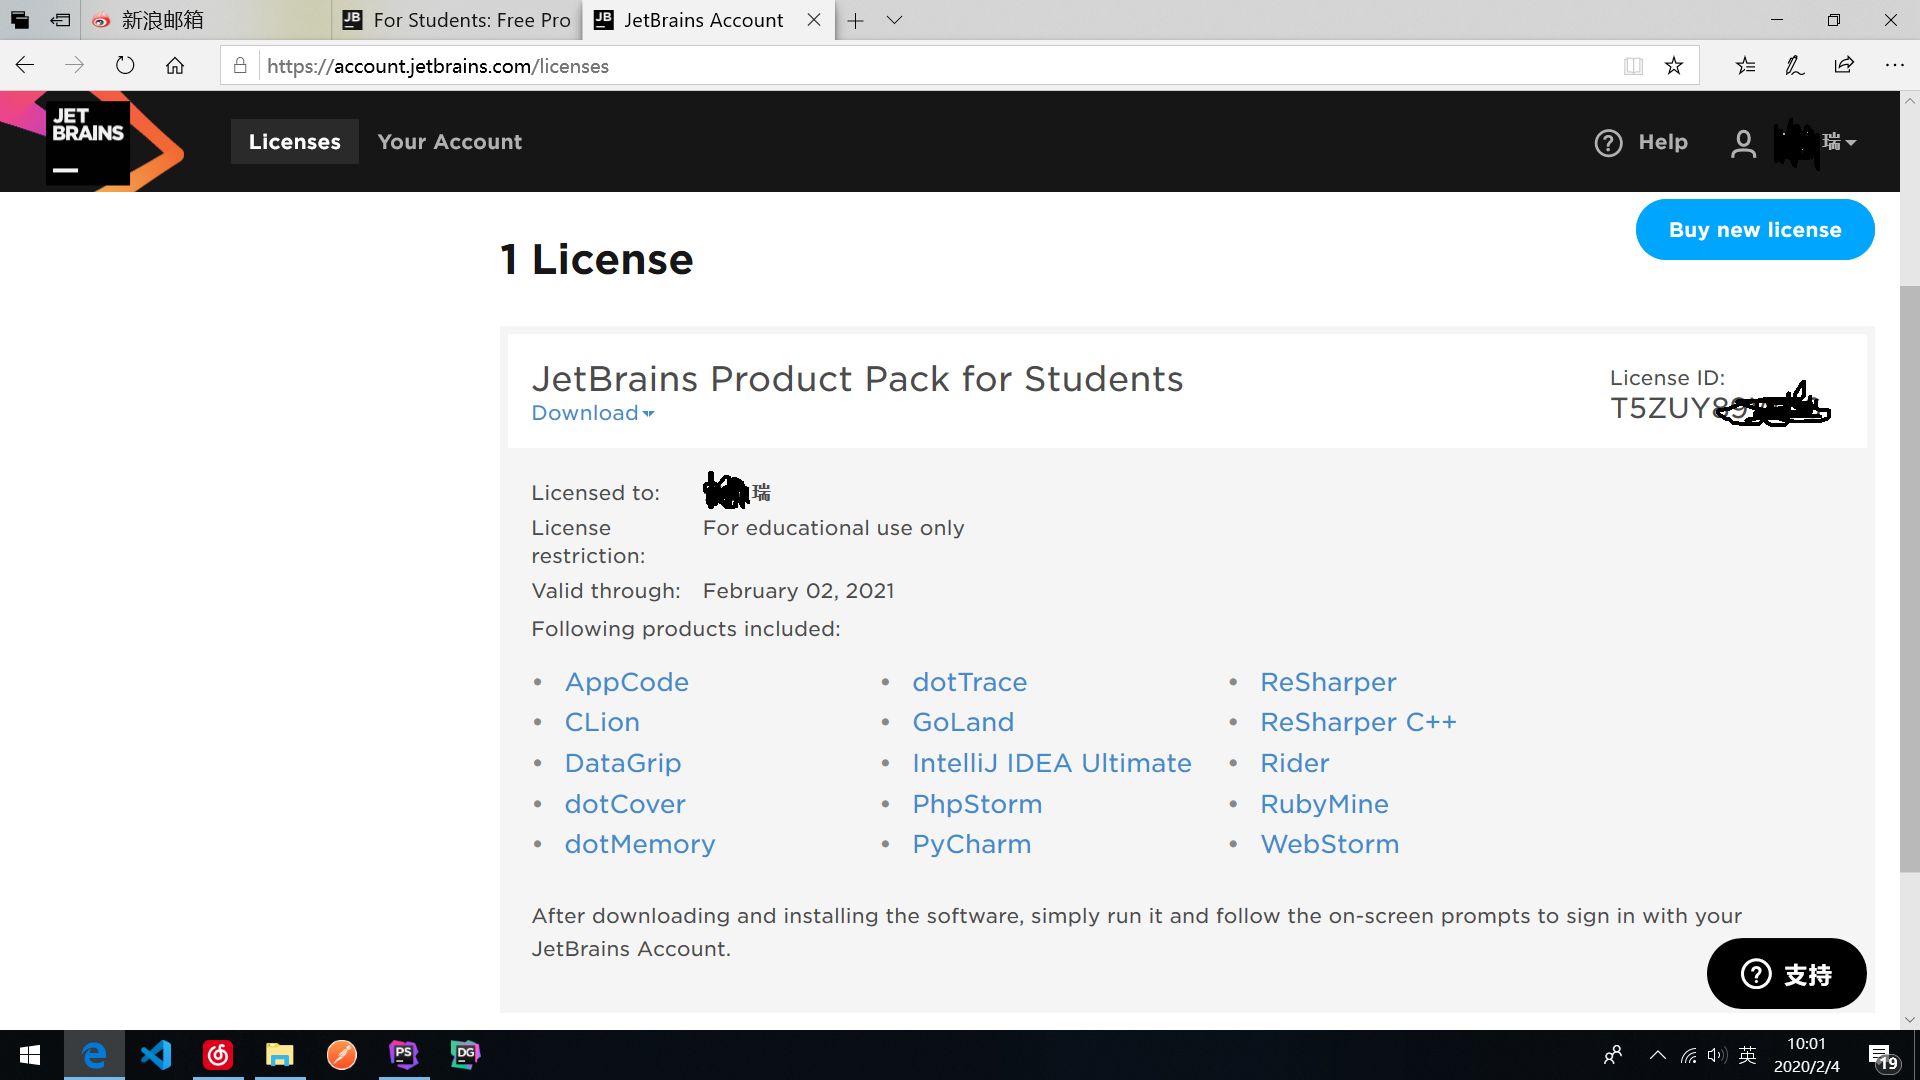 新浪邮箱
For Students: Free Pro
JetBrains Account
https://account.jetbrains.com/licenses
JET
BRAINS
Licenses
Your Account
Help
瑞
Buy new license
1 License
JetBrains Product Pack for Students
Download
License ID:
T5ZUY89
Licensed to:
瑞
License restriction:
For educational use only
Valid through:
February 02, 2021
Following products included:
AppCode
CLion
DataGrip
dotCover
dotMemory
dotTrace
GoLand
IntelliJ IDEA Ultimate
PhpStorm
PyCharm
ReSharper
ReSharper C++
Rider
RubyMine
WebStorm
After downloading and installing the software, simply run it and follow the on-screen prompts to sign in with your
JetBrains Account.
支持
PS
DG
英
10:01
2020/2/4
19